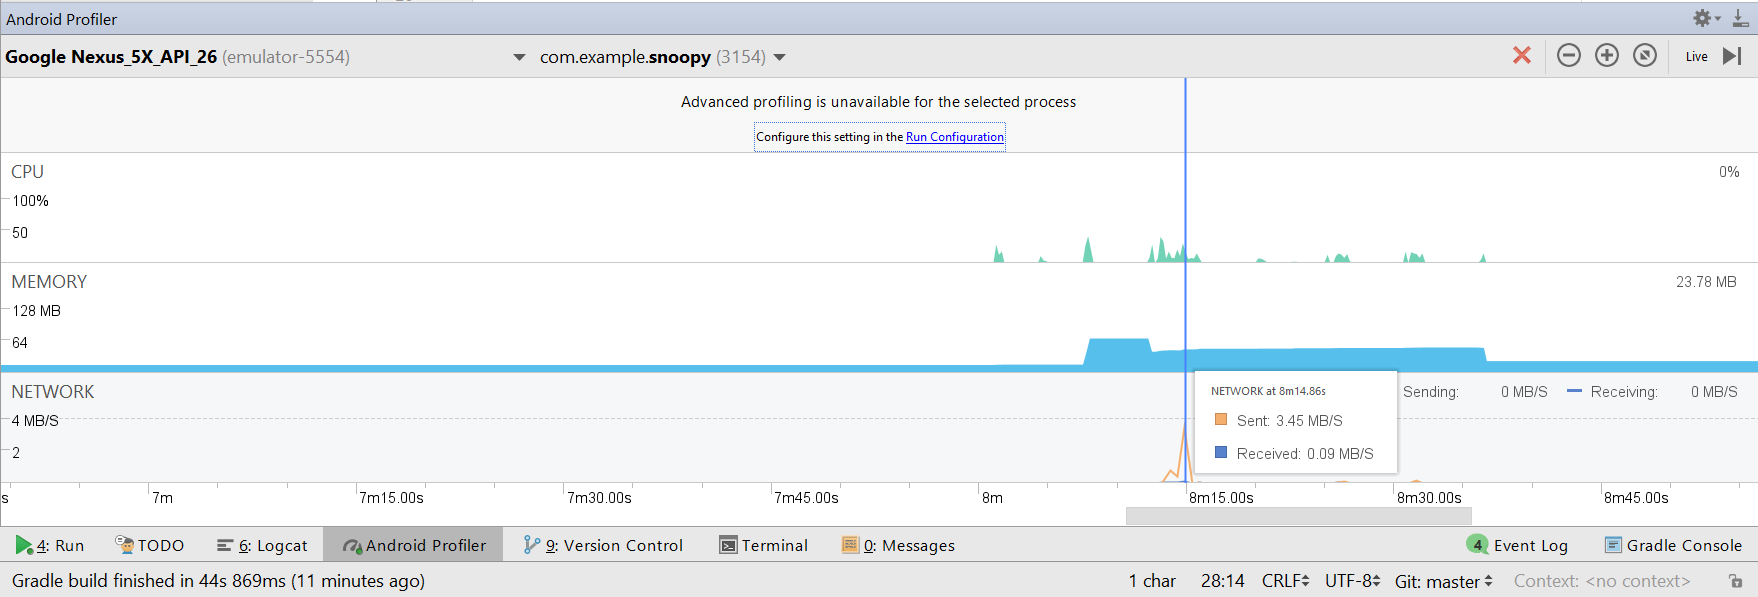 Android Profiler
Google Nexus_5X_API_26 (emulator-5554) com.example.snoopy (3154) Live
Advanced profiling is unavailable for the selected process
Configure this setting in the Run Configuration
CPU 0%
100%
50
MEMORY 23.78 MB
128 MB
64
NETWORK Sending: 0 MB/S Receiving: 0 MB/S
4 MB/S
2
NETWORK at 8m14.86s
Sent: 3.45 MB/S
Received: 0.09 MB/S
s 7m 7m15.00s 7m30.00s 7m45.00s 8m 8m15.00s 8m30.00s 8m45.00s
4: Run TODO 6: Logcat Android Profiler 9: Version Control Terminal 0: Messages 4 Event Log Gradle Console
Gradle build finished in 44s 869ms (11 minutes ago) 1 char 28:14 CRLF UTF-8 Git: master Context: <no context>